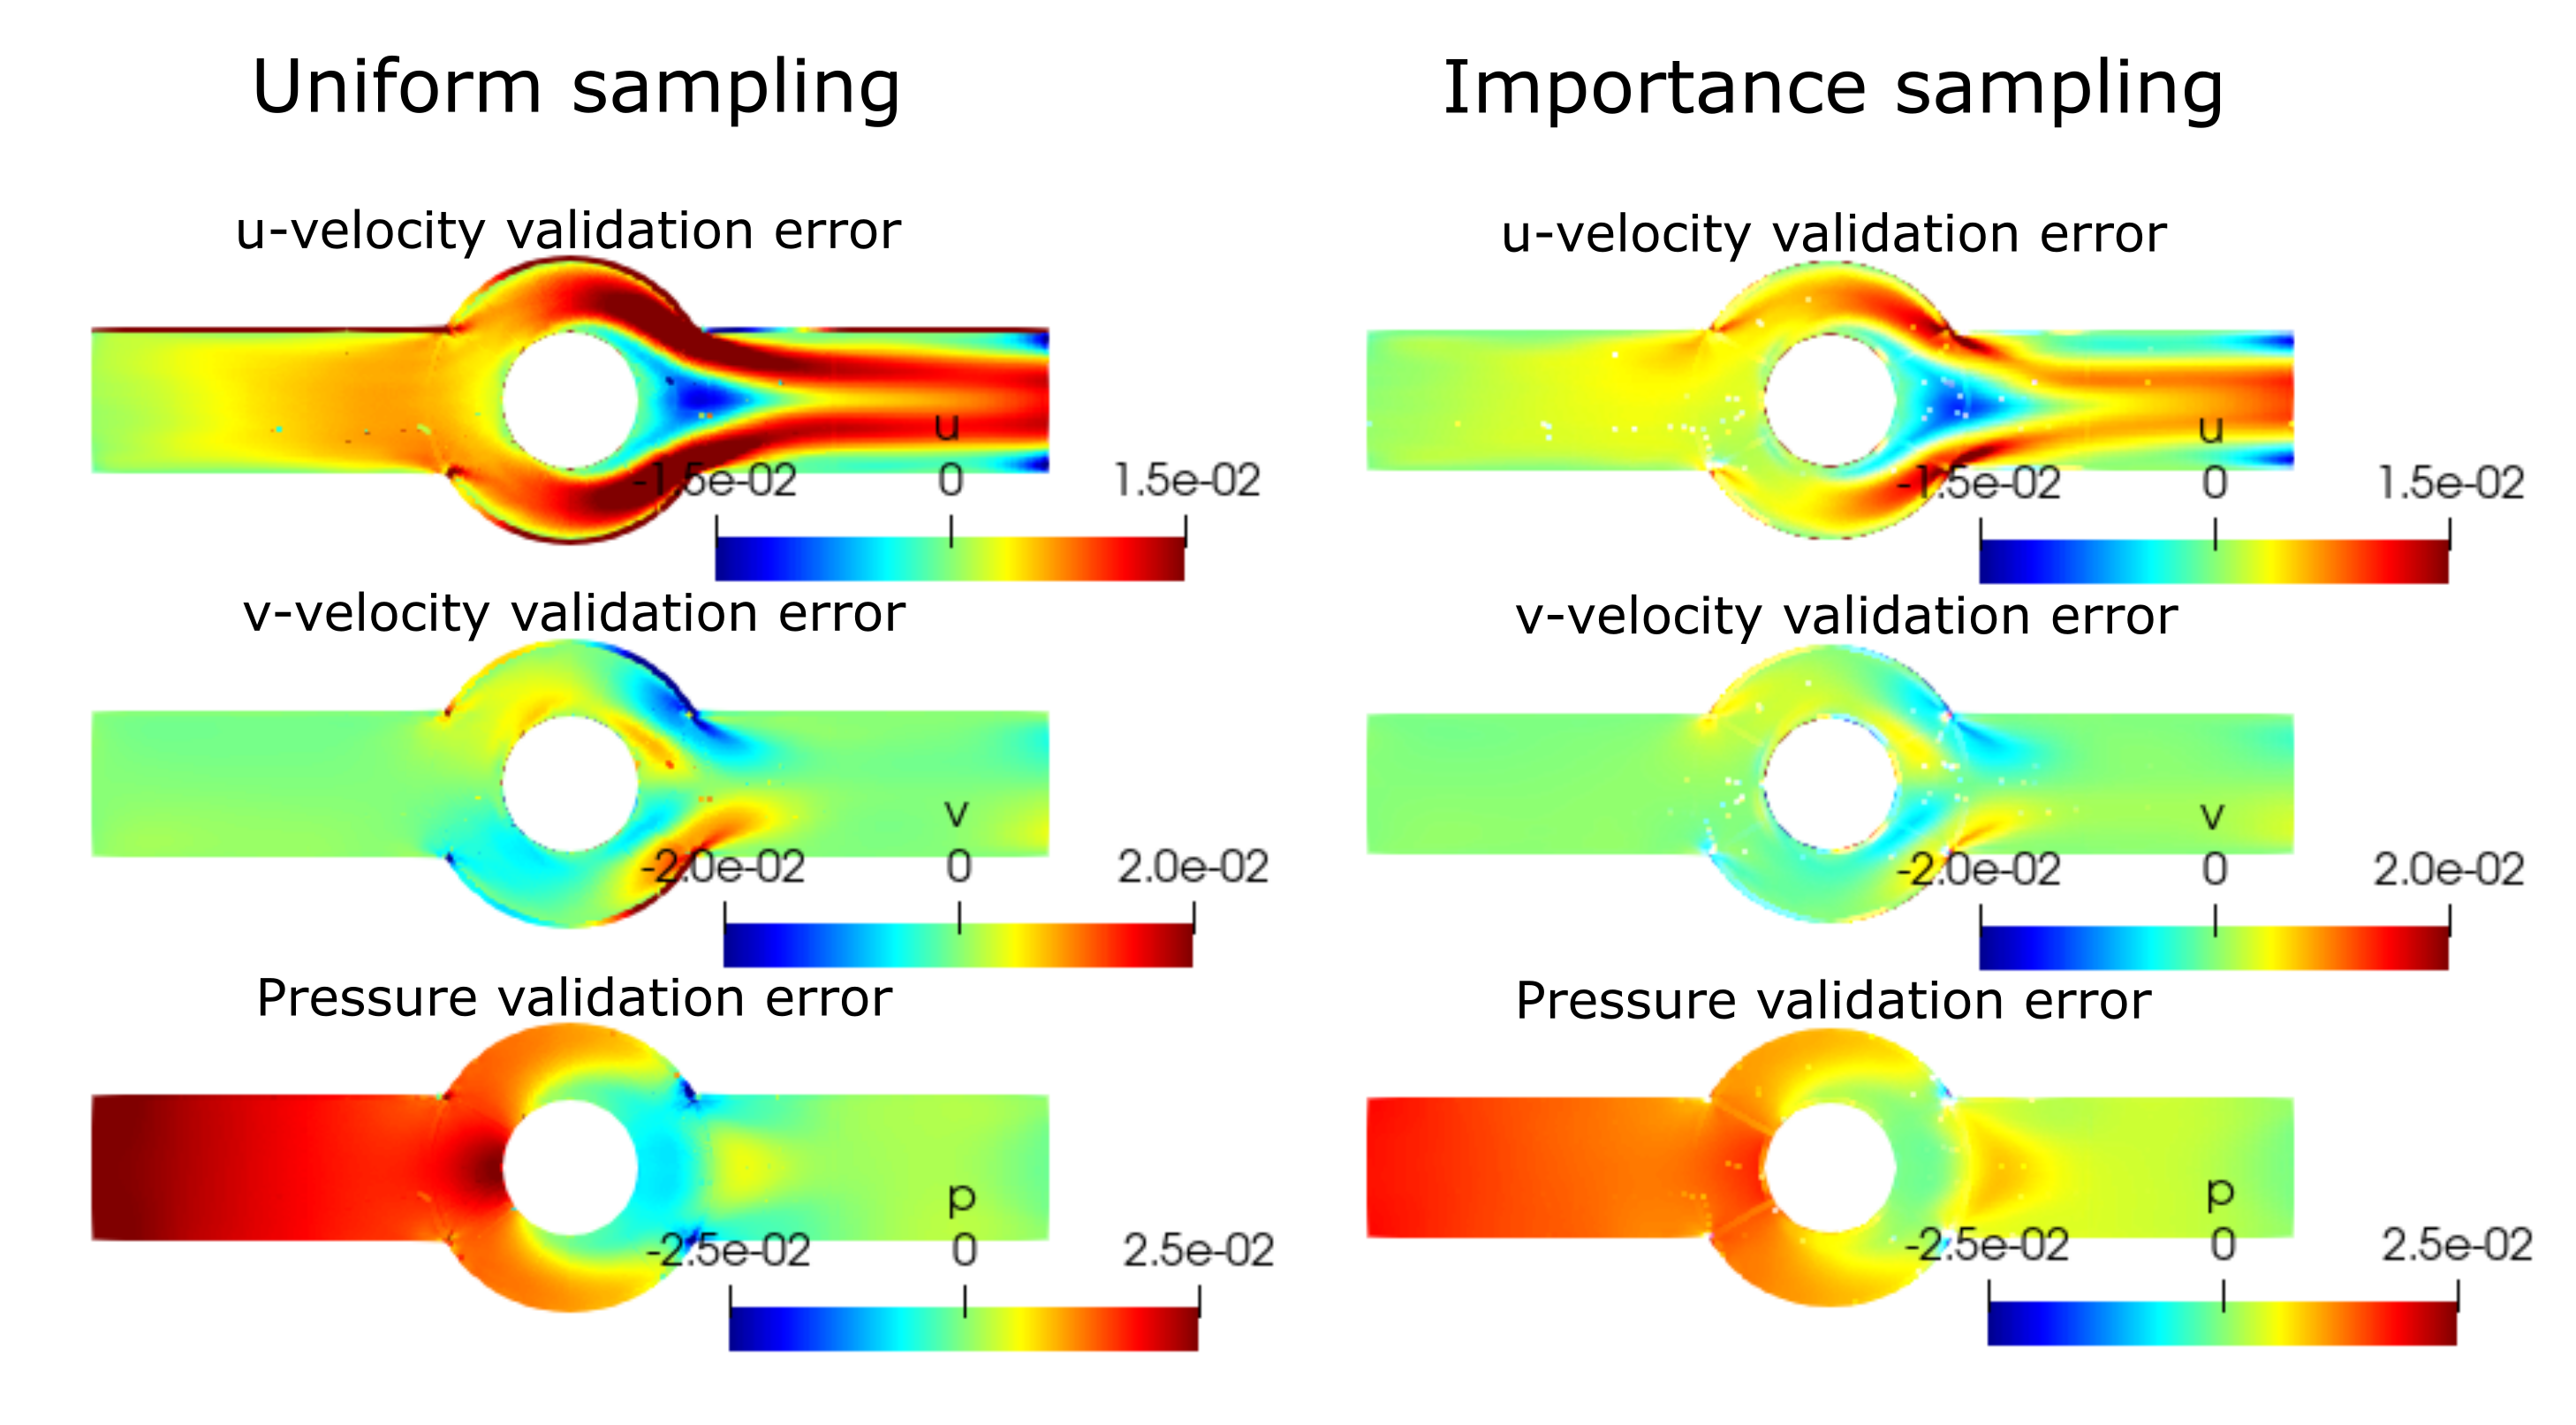 Uniform sampling
Importance sampling
u-velocity validation error
u-velocity validation error
u
-1.5e-02 0 1.5e-02
u
-1.5e-02 0 1.5e-02
v-velocity validation error
v-velocity validation error
v
-2.0e-02 0 2.0e-02
v
-2.0e-02 0 2.0e-02
Pressure validation error
Pressure validation error
p
-2.5e-02 0 2.5e-02
p
-2.5e-02 0 2.5e-02